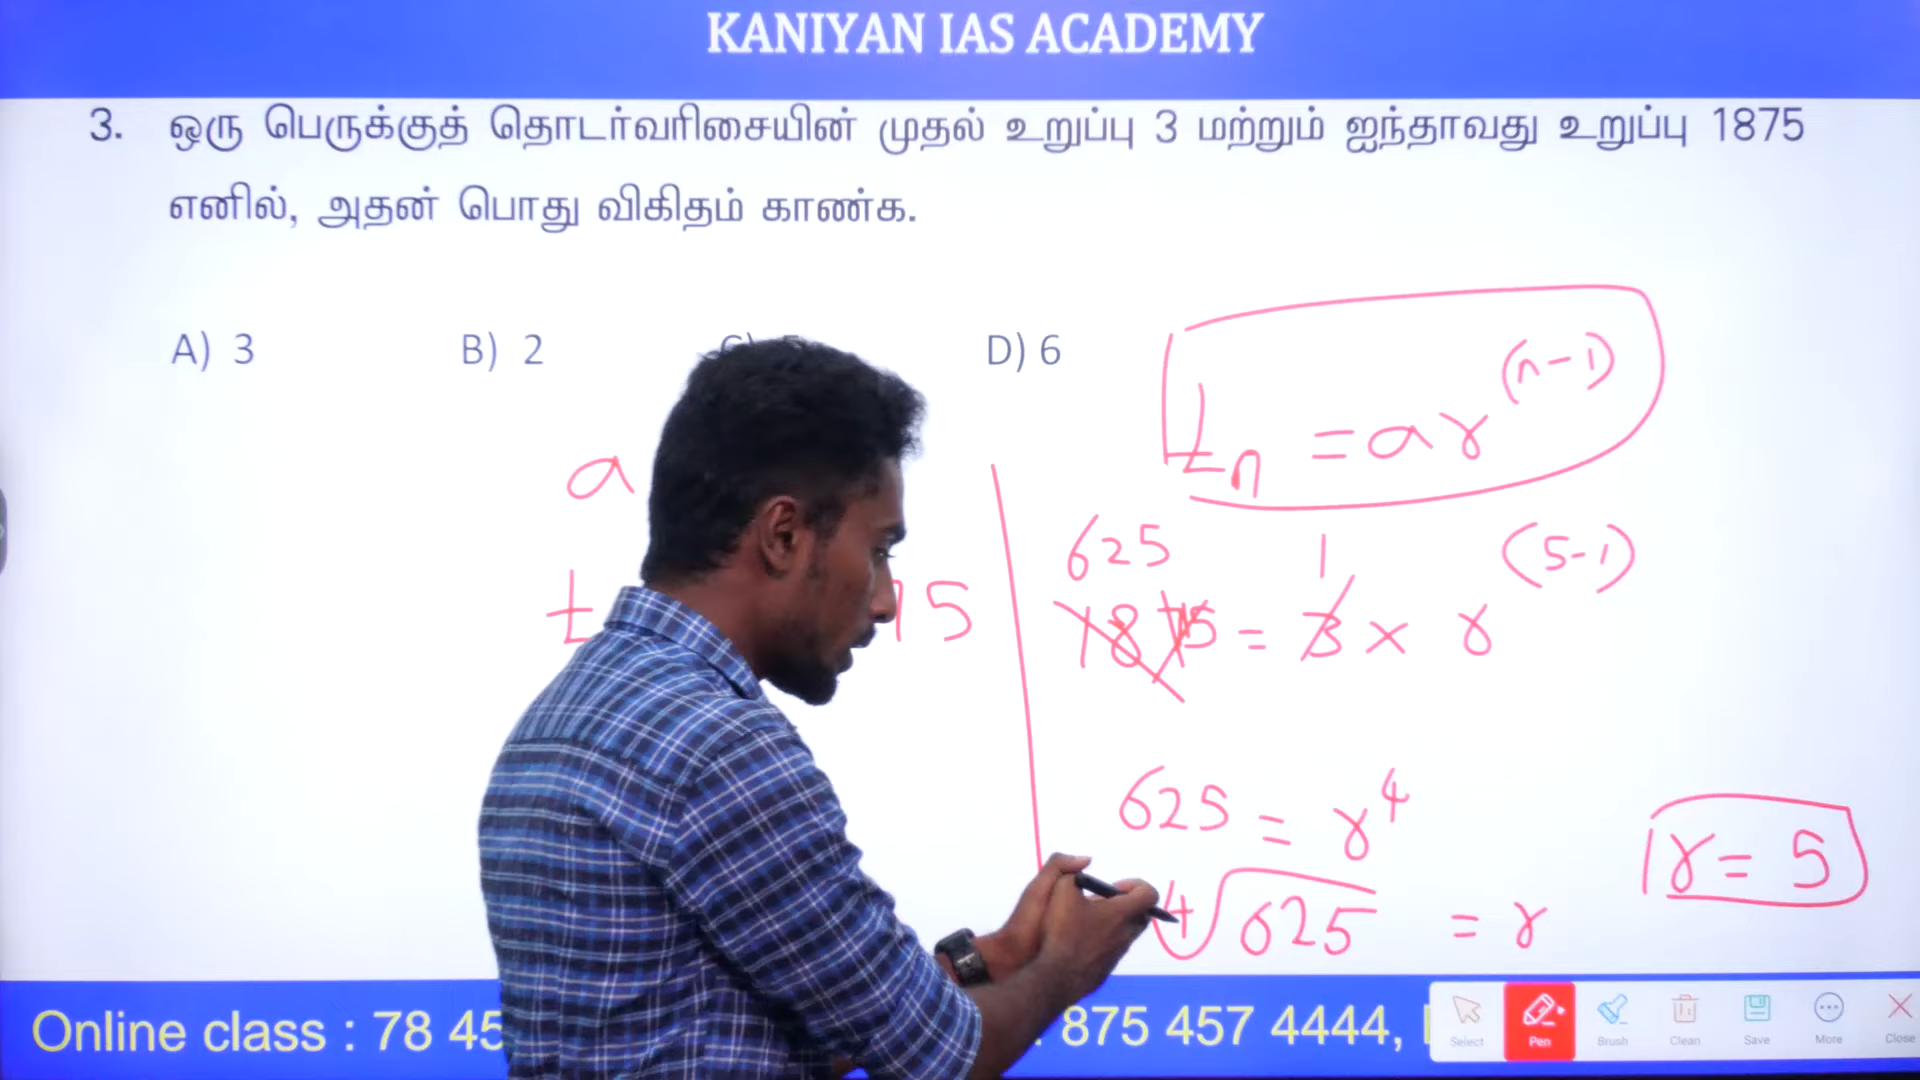 KANIYAN IAS ACADEMY
3. ஒரு பெருக்குத் தொடர்வரிசையின் முதல் உறுப்பு 3 மற்றும் ஐந்தாவது உறுப்பு 1875
எனில், அதன் பொது விகிதம் காண்க.
A) 3 B) 2 D) 6
tn = ar(n-1)
a
625 1
t 75
1875 = 3 × r(5-1)
625 = r4
4√625 = r
r = 5
Online class : 78 45 875 457 4444,
Select Pen Brush Clean Save More Close